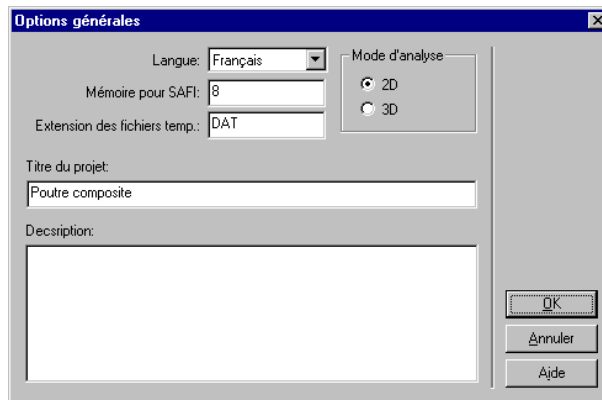 Options générales
Langue: Français
Mode d'analyse
Mémoire pour SAFI: 8
2D
Extension des fichiers temp.: DAT
3D
Titre du projet:
Poutre composite
Decsription:
OK
Annuler
Aide